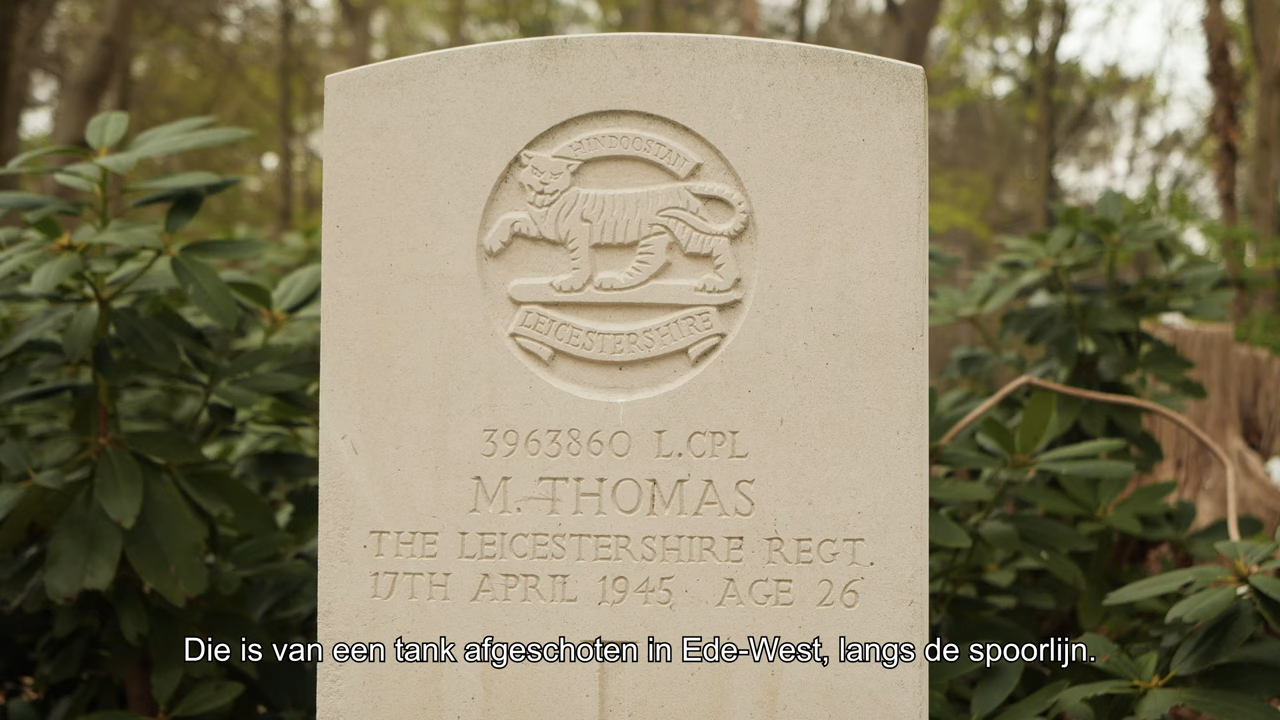 HINDOOSTAN
LEICESTERSHIRE
3963860 L.CPL
M. THOMAS
THE LEICESTERSHIRE REGT.
17TH APRIL 1945 AGE 26
Die is van een tank afgeschoten in Ede-West, langs de spoorlijn.